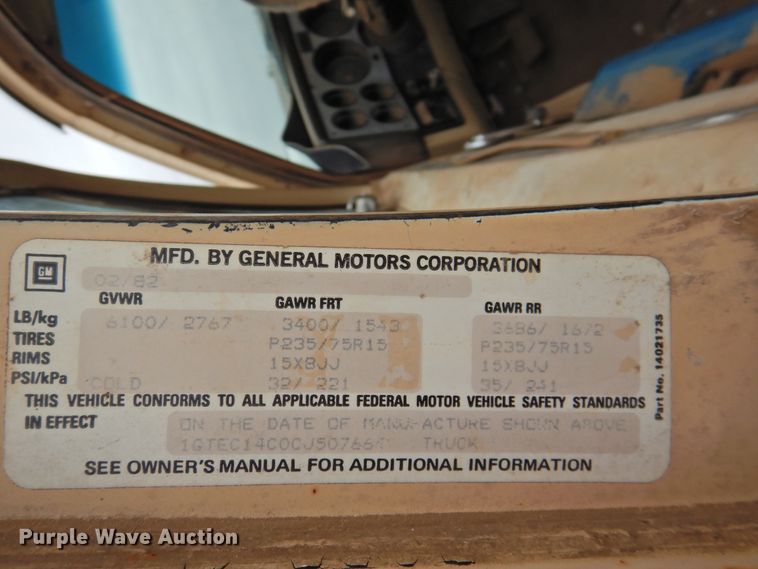 MFD. BY GENERAL MOTORS CORPORATION
GM
02/82
GVWR GAWR FRT GAWR RR
LB/kg 6100/ 2767 3400/ 1543 3686/ 1672
TIRES P235/75R15 P235/75R15
RIMS 15X8JJ 15X8JJ
PSI/kPa COLD 32/ 221 35/ 241
THIS VEHICLE CONFORMS TO ALL APPLICABLE FEDERAL MOTOR VEHICLE SAFETY STANDARDS
IN EFFECT ON THE DATE OF MANUFACTURE SHOWN ABOVE
TRUCK
SEE OWNER'S MANUAL FOR ADDITIONAL INFORMATION
Part No. 14021735
Purple Wave Auction